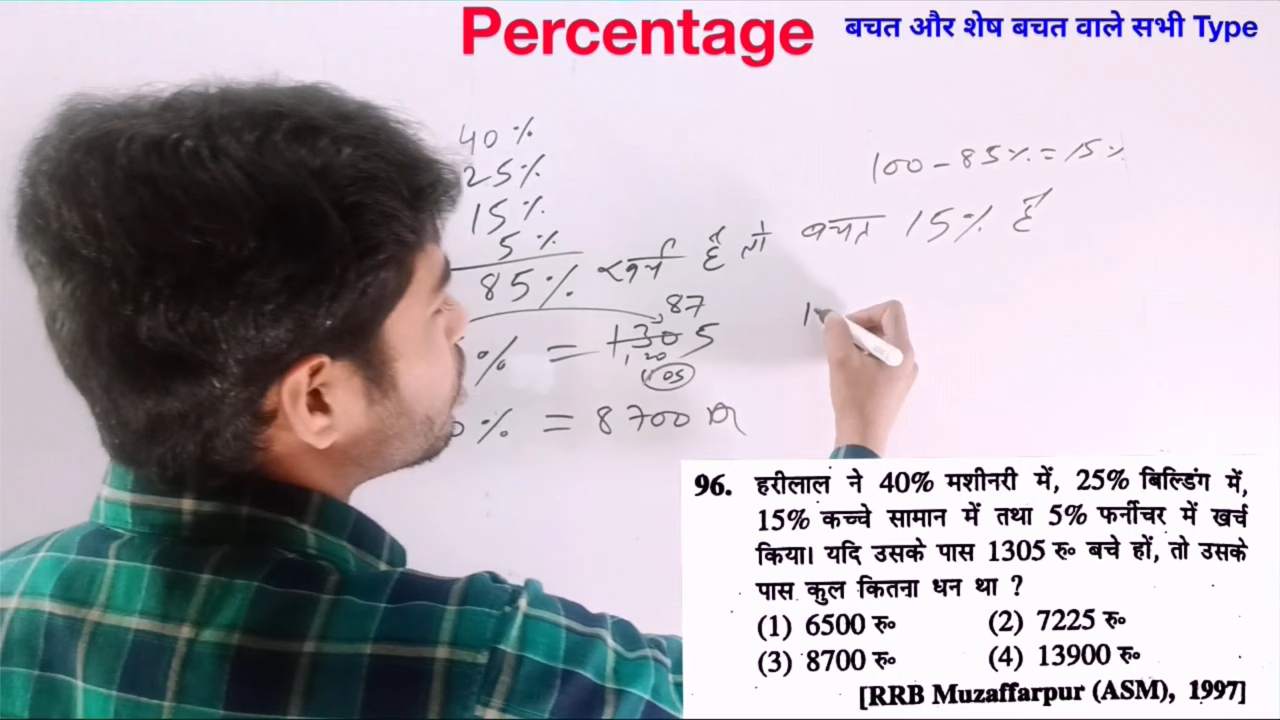 Percentage
बचत और शेष बचत वाले सभी Type
40%
25%
15%
5%
85% खर्च है तो बचत 15% है
100-85%=15%
87
% = 1305
1 20
105
% = 8700
96. हरीलाल ने 40% मशीनरी में, 25% बिल्डिंग में,
15% कच्चे सामान में तथा 5% फर्नीचर में खर्च
किया। यदि उसके पास 1305 रु० बचे हों, तो उसके
पास कुल कितना धन था ?
(1) 6500 रु० (2) 7225 रु०
(3) 8700 रु० (4) 13900 रु०
[RRB Muzaffarpur (ASM), 1997]